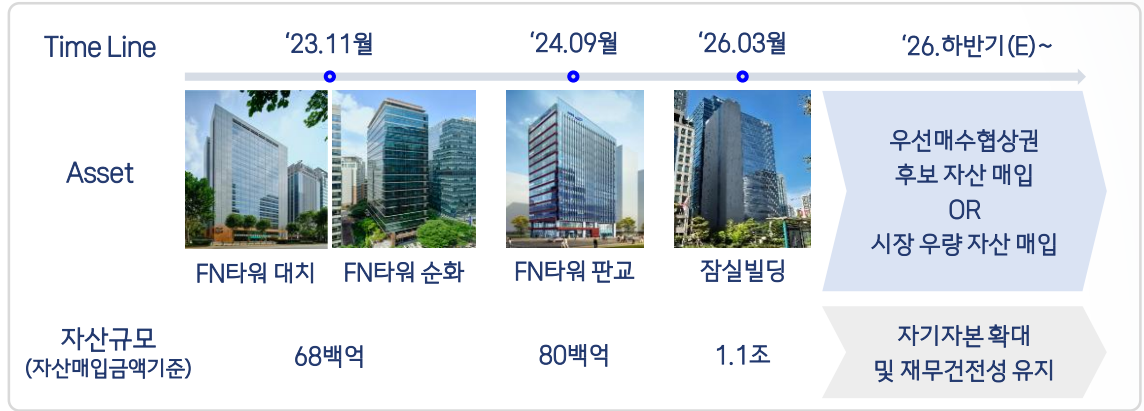 Time Line
‘23.11월
‘24.09월
‘26.03월
‘26.하반기(E)~
Asset
FN타워 대치
FN타워 순화
FN타워 판교
잠실빌딩
우선매수협상권
후보 자산 매입
OR
시장 우량 자산 매입
자산규모
(자산매입금액기준)
68백억
80백억
1.1조
자기자본 확대
및 재무건전성 유지